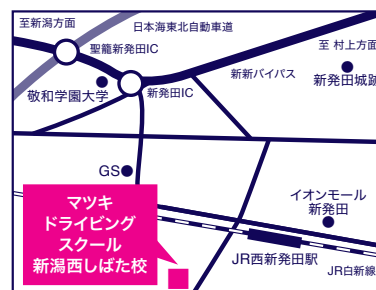 至新潟方面
日本海東北自動車道
聖籠新発田IC
至 村上方面
新新バイパス
新発田城跡
敬和学園大学
新発田IC
GS
マツキ
ドライビング
スクール
新潟西しばた校
イオンモール
新発田
JR西新発田駅
JR白新線